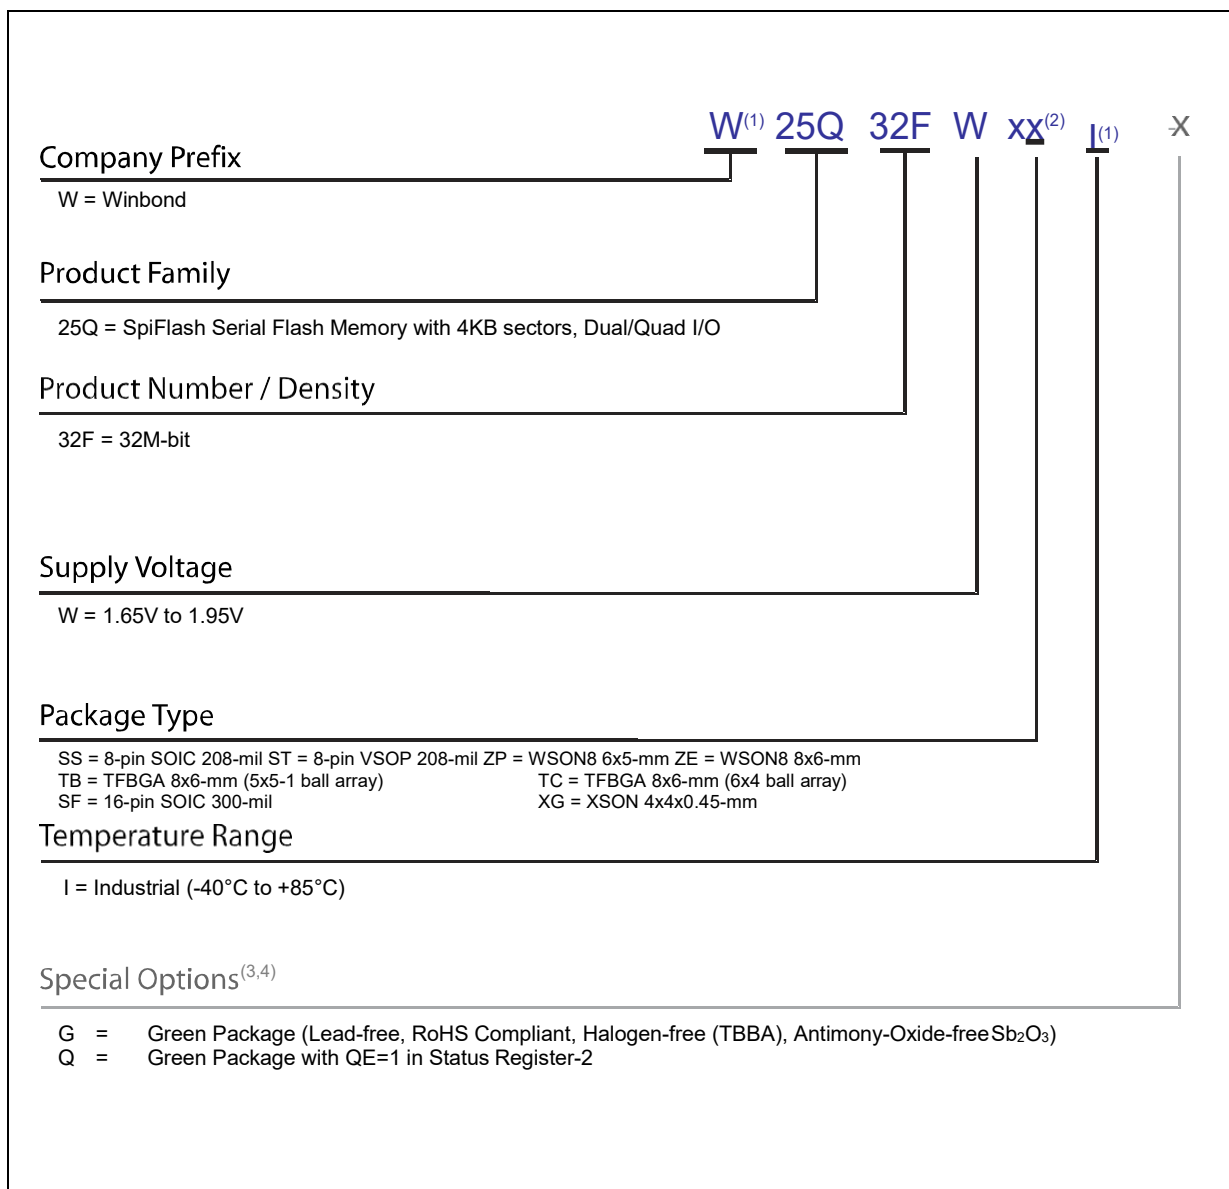 W(1) 25Q 32F W xx(2) I(1) x
Company Prefix
W = Winbond
Product Family
25Q = SpiFlash Serial Flash Memory with 4KB sectors, Dual/Quad I/O
Product Number / Density
32F = 32M-bit
Supply Voltage
W = 1.65V to 1.95V
Package Type
SS = 8-pin SOIC 208-mil ST = 8-pin VSOP 208-mil ZP = WSON8 6x5-mm ZE = WSON8 8x6-mm
TB = TFBGA 8x6-mm (5x5-1 ball array) TC = TFBGA 8x6-mm (6x4 ball array)
SF = 16-pin SOIC 300-mil XG = XSON 4x4x0.45-mm
Temperature Range
I = Industrial (-40°C to +85°C)
Special Options(3,4)
G = Green Package (Lead-free, RoHS Compliant, Halogen-free (TBBA), Antimony-Oxide-freeSb₂O₃)
Q = Green Package with QE=1 in Status Register-2